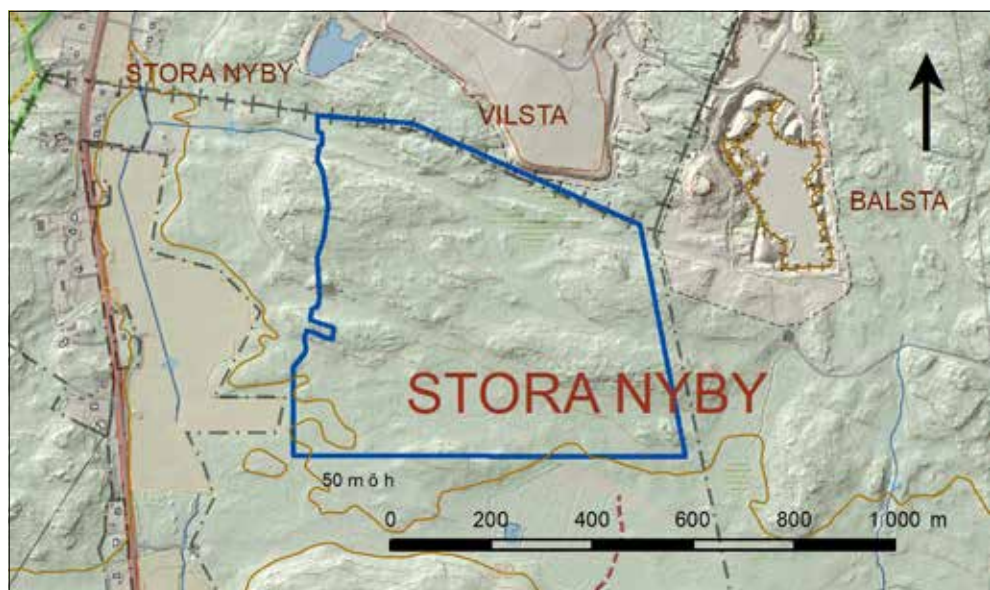 STORA NYBY
VILSTA
BALSTA
STORA NYBY
50 m ö h
0 200 400 600 800 1 000 m